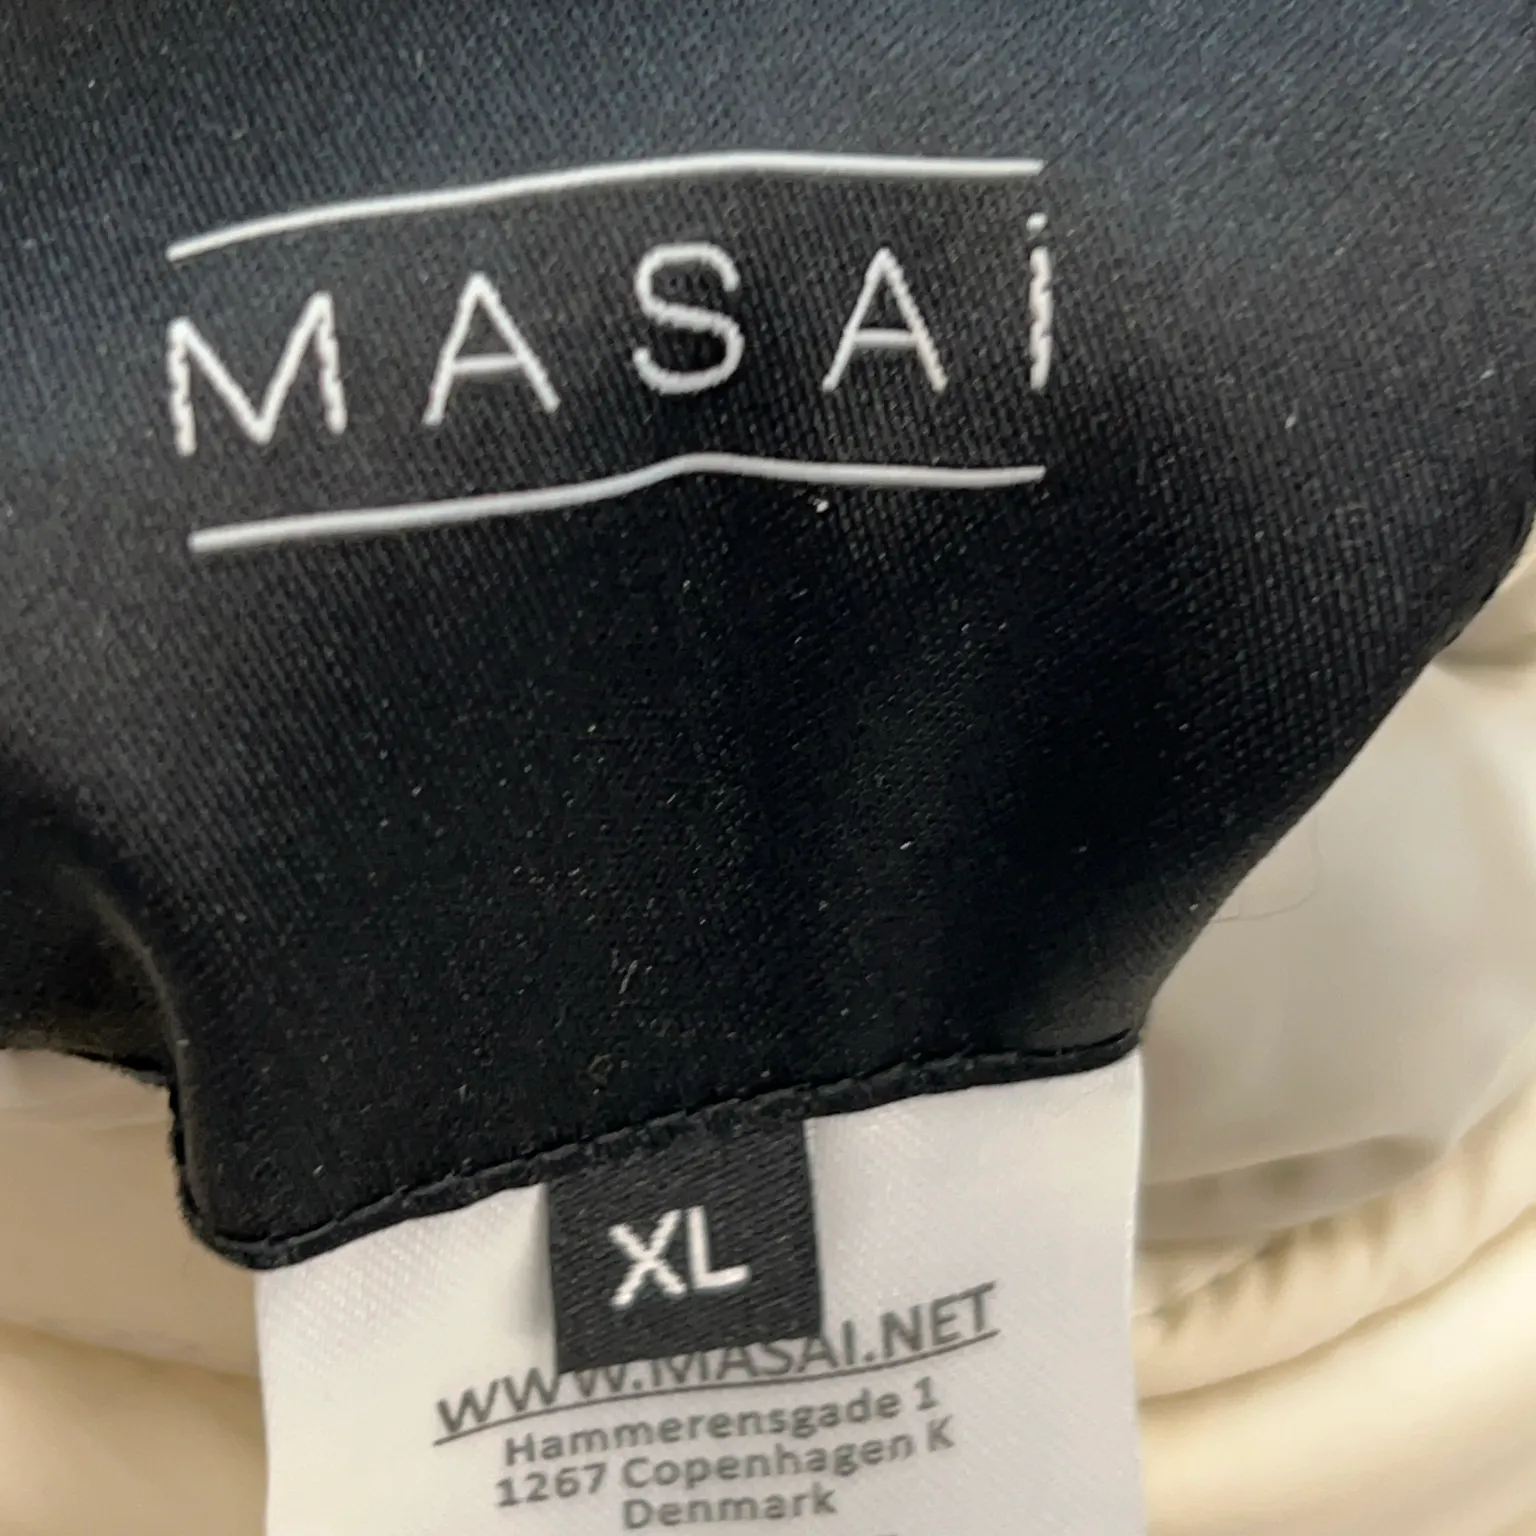 MASAi
XL
WWW.MASAI.NET
Hammerensgade 1
1267 Copenhagen K
Denmark